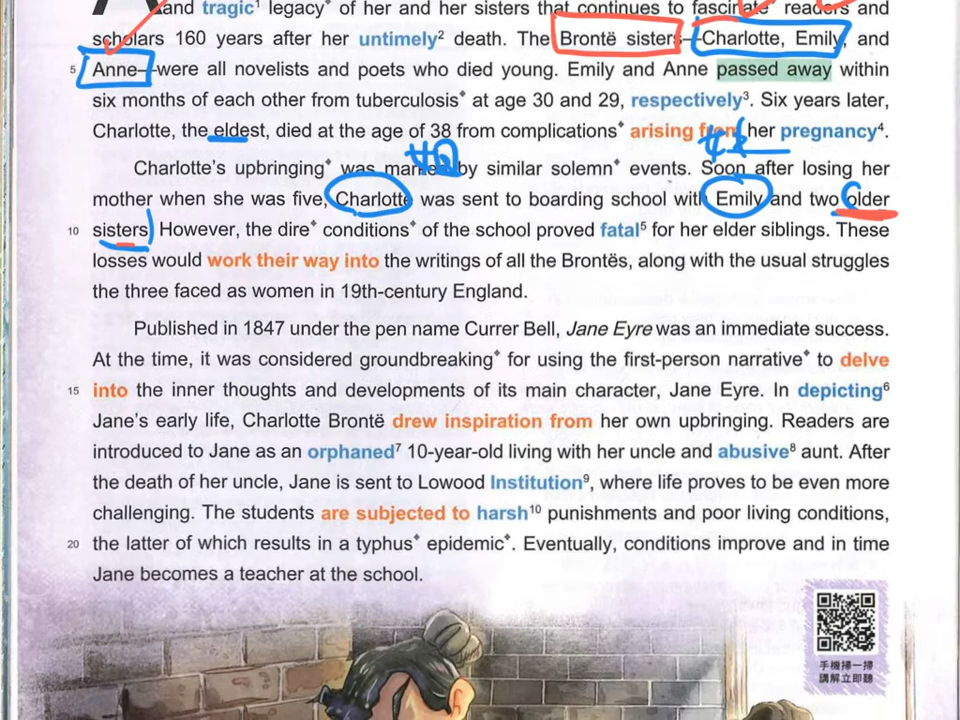 and tragic¹ legacy* of her and her sisters that continues to fascinate readers and
scholars 160 years after her untimely² death. The Brontë sisters—Charlotte, Emily, and
5 Anne—were all novelists and poets who died young. Emily and Anne passed away within
six months of each other from tuberculosis* at age 30 and 29, respectively³. Six years later,
Charlotte, the eldest, died at the age of 38 from complications* arising from her pregnancy⁴.
Charlotte's upbringing* was marked by similar solemn* events. Soon after losing her
mother when she was five, Charlotte was sent to boarding school with Emily and two older
10 sisters. However, the dire* conditions* of the school proved fatal⁵ for her elder siblings. These
losses would work their way into the writings of all the Brontës, along with the usual struggles
the three faced as women in 19th-century England.
Published in 1847 under the pen name Currer Bell, Jane Eyre was an immediate success.
At the time, it was considered groundbreaking* for using the first-person narrative* to delve
15 into the inner thoughts and developments of its main character, Jane Eyre. In depicting⁶
Jane's early life, Charlotte Brontë drew inspiration from her own upbringing. Readers are
introduced to Jane as an orphaned⁷ 10-year-old living with her uncle and abusive⁸ aunt. After
the death of her uncle, Jane is sent to Lowood Institution⁹, where life proves to be even more
challenging. The students are subjected to harsh¹⁰ punishments and poor living conditions,
20 the latter of which results in a typhus* epidemic*. Eventually, conditions improve and in time
Jane becomes a teacher at the school.
手機掃一掃
講解立即聽